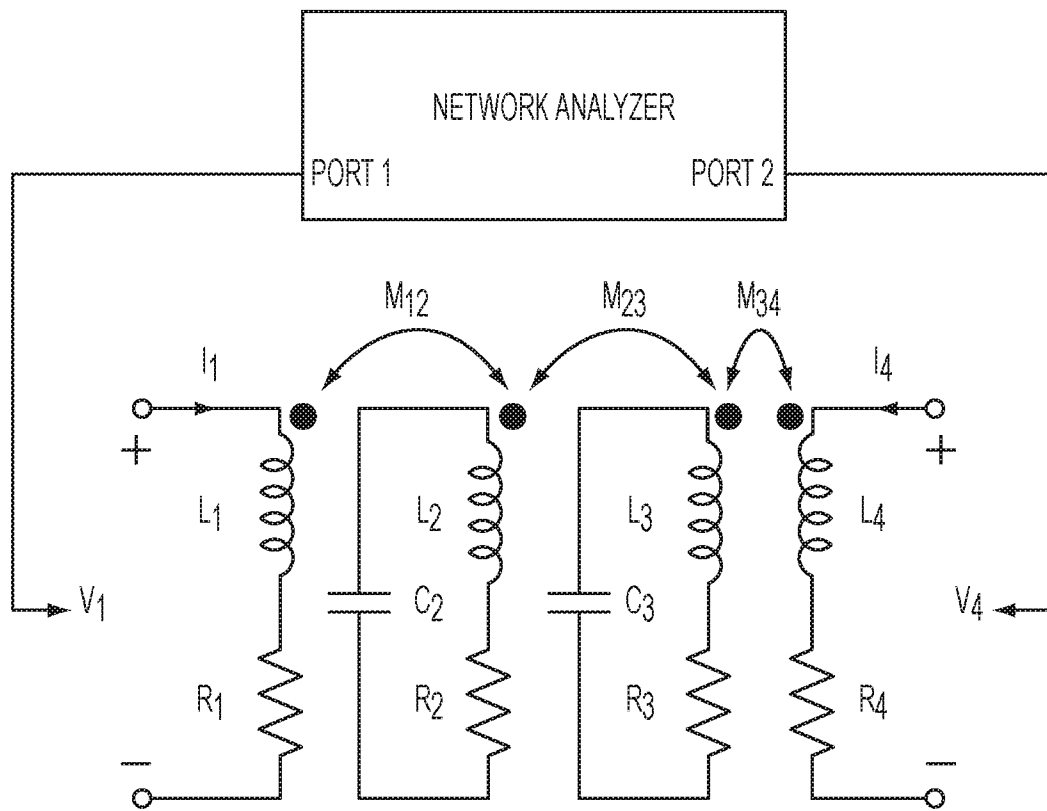 NETWORK ANALYZER
PORT 1 PORT 2
M12 M23 M34
I1 I4
+ +
L1 L2 L3 L4
V1 C2 C3 V4
R1 R2 R3 R4
− −